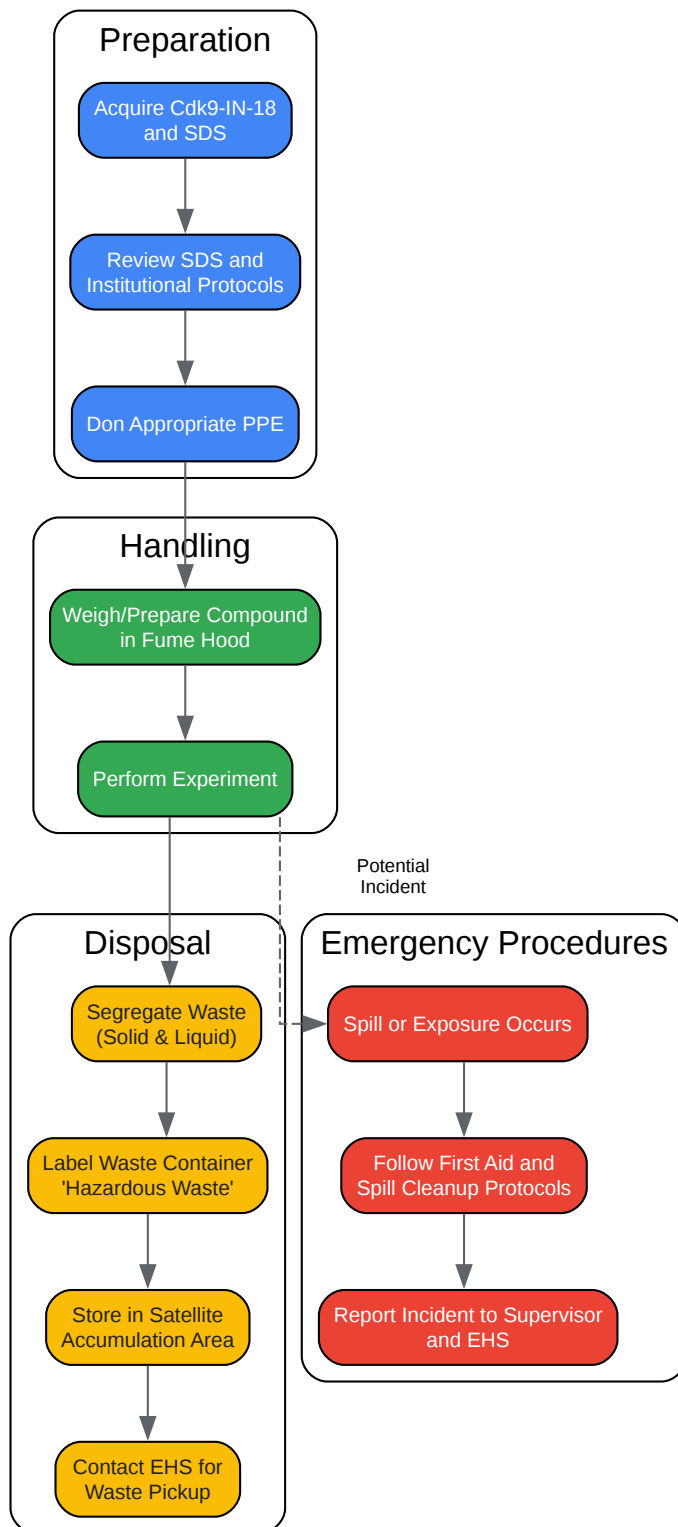 Preparation
Acquire Cdk9-IN-18
and SDS
Review SDS and
Institutional Protocols
Don Appropriate PPE
Handling
Weigh/Prepare Compound
in Fume Hood
Perform Experiment
Potential
Incident
Disposal
Segregate Waste
(Solid & Liquid)
Label Waste Container
'Hazardous Waste'
Store in Satellite
Accumulation Area
Contact EHS for
Waste Pickup
Emergency Procedures
Spill or Exposure Occurs
Follow First Aid and
Spill Cleanup Protocols
Report Incident to Supervisor
and EHS